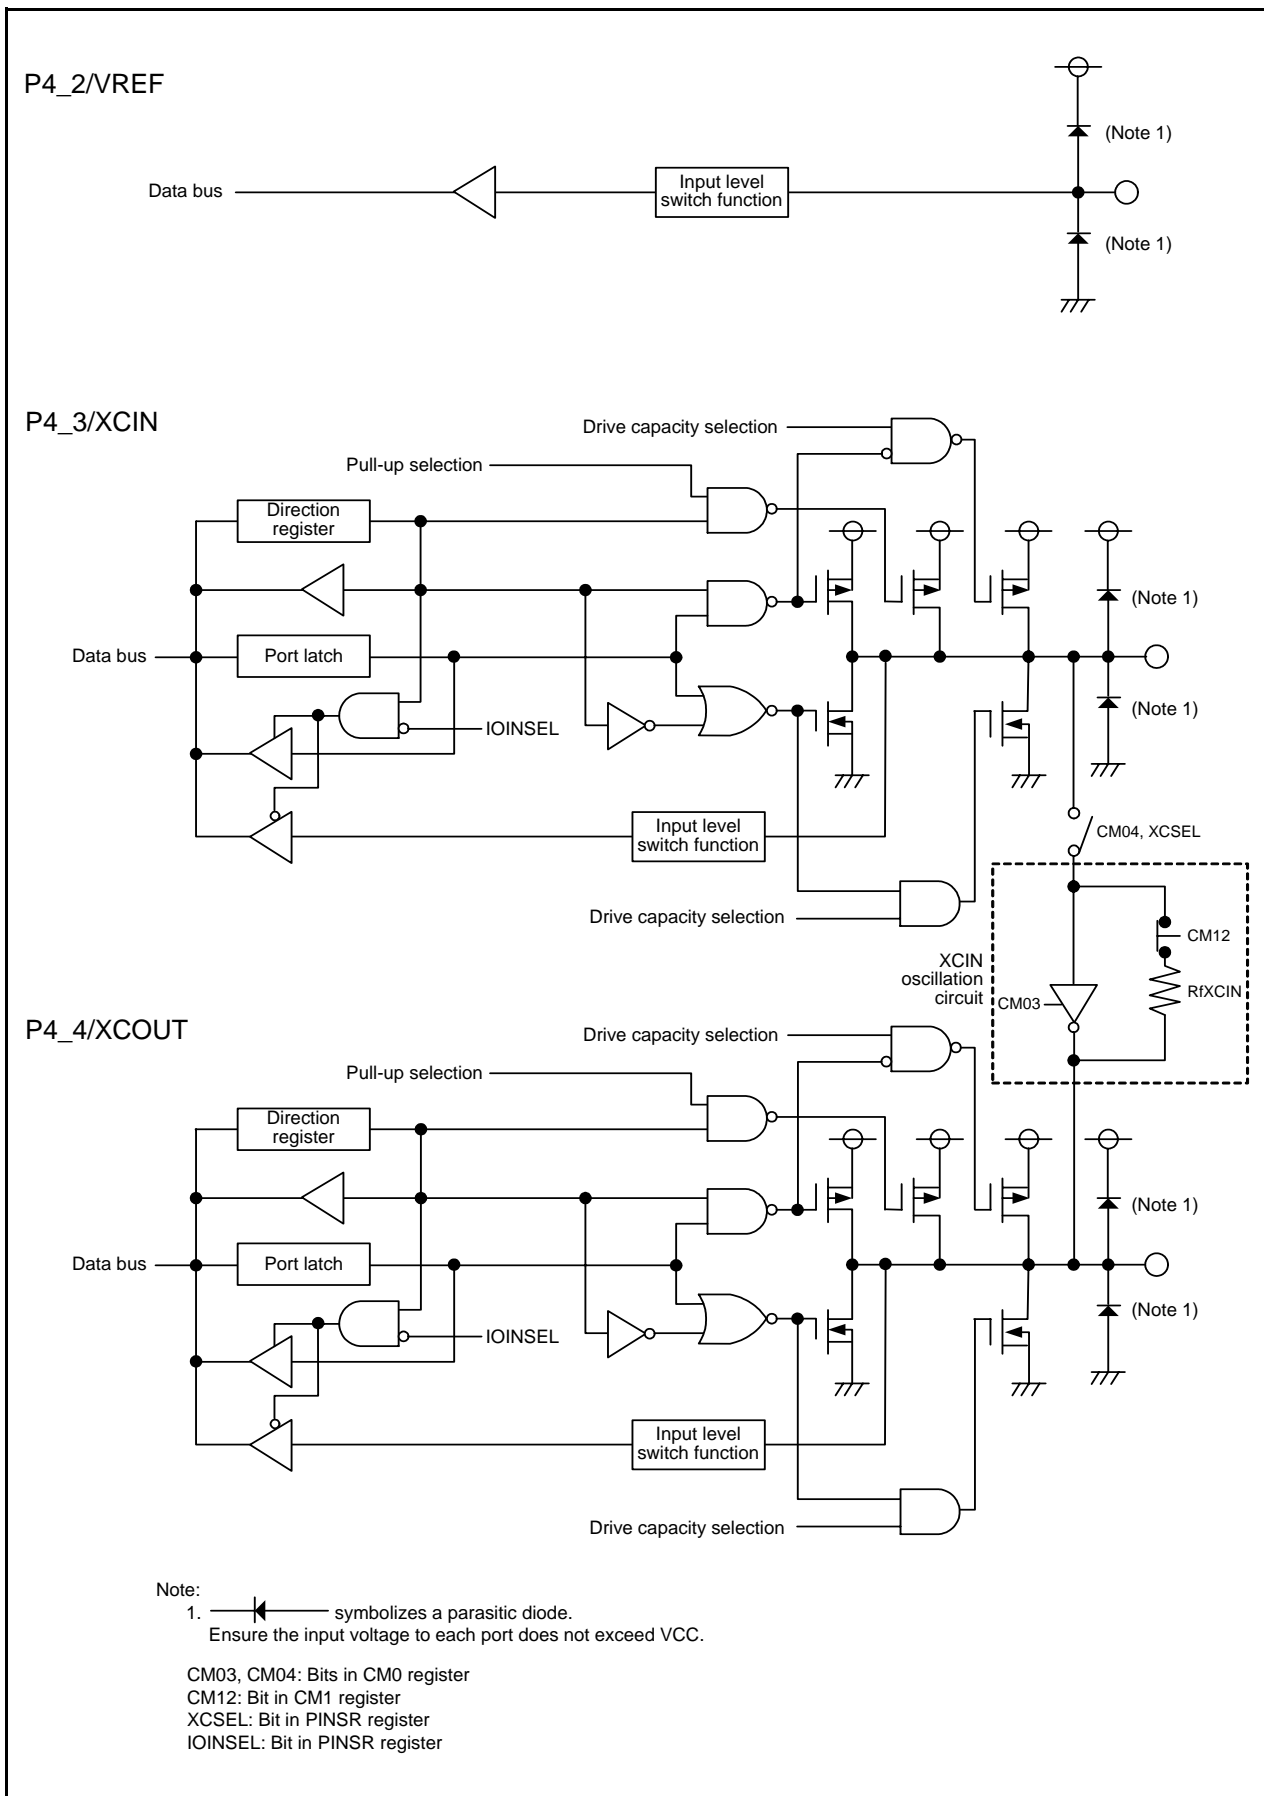 P4_2/VREF
(Note 1)
Data bus
Input level
switch function
(Note 1)
P4_3/XCIN
Drive capacity selection
Pull-up selection
Direction
register
(Note 1)
Data bus
Port latch
IOINSEL
(Note 1)
Input level
switch function
CM04, XCSEL
Drive capacity selection
CM12
XCIN
oscillation
circuit
CM03
RfXCIN
P4_4/XCOUT
Drive capacity selection
Pull-up selection
Direction
register
(Note 1)
Data bus
Port latch
IOINSEL
(Note 1)
Input level
switch function
Drive capacity selection
Note:
1. symbolizes a parasitic diode.
Ensure the input voltage to each port does not exceed VCC.
CM03, CM04: Bits in CM0 register
CM12: Bit in CM1 register
XCSEL: Bit in PINSR register
IOINSEL: Bit in PINSR register